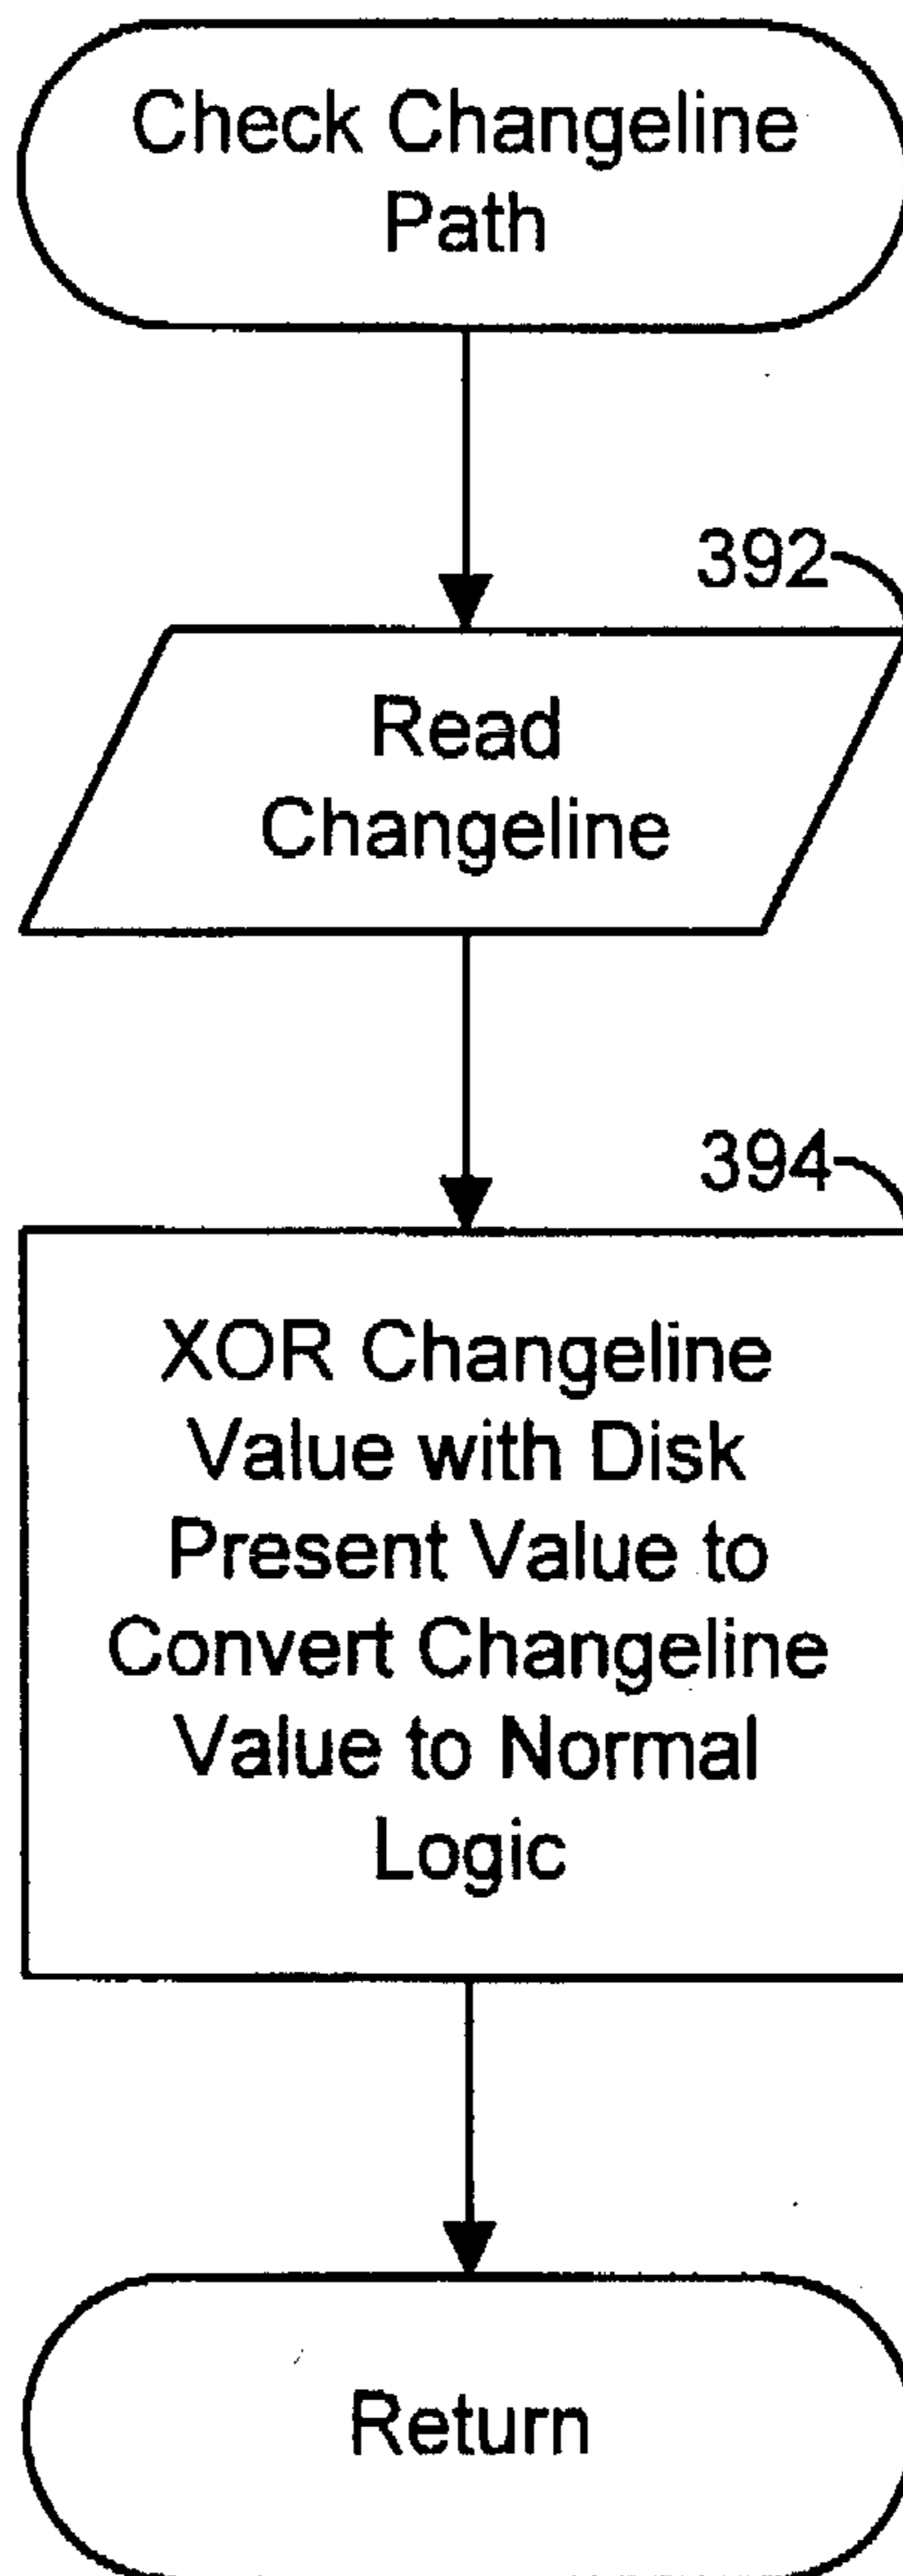 Check Changeline
Path
392
Read
Changeline
394
XOR Changeline
Value with Disk
Present Value to
Convert Changeline
Value to Normal
Logic
Return